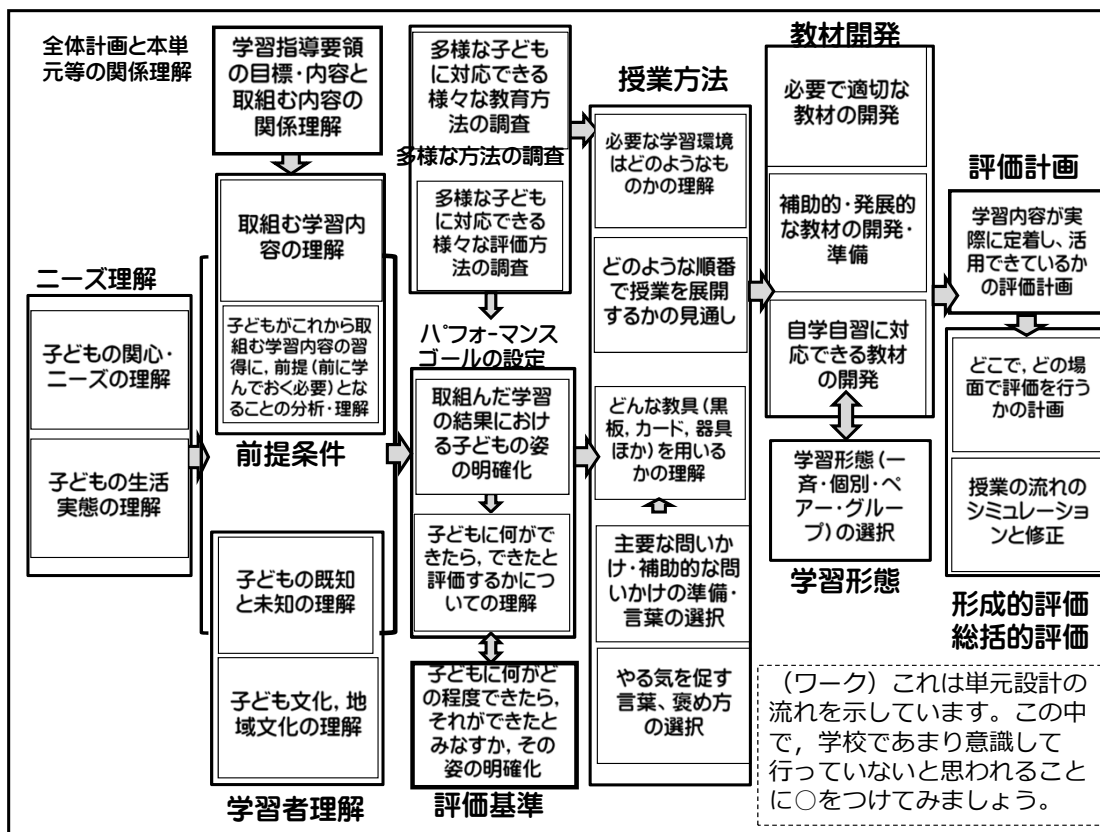 全体計画と本単
元等の関係理解
学習指導要領
の目標・内容と
取組む内容の
関係理解
取組む学習内
容の理解
子どもがこれから取
組む学習内容の習
得に，前提（前に学
んでおく必要）とな
ることの分析・理解
前提条件
ニーズ理解
子どもの関心・
ニーズの理解
子どもの生活
実態の理解
子どもの既知
と未知の理解
子ども文化，地
域文化の理解
学習者理解
多様な子ども
に対応できる
様々な教育方
法の調査
多様な方法の調査
多様な子ども
に対応できる
様々な評価方
法の調査
パフォーマンス
ゴールの設定
取組んだ学習
の結果におけ
る子どもの姿
の明確化
子どもに何がで
きたら，できたと
評価するかにつ
いての理解
子どもに何がど
の程度できたら，
それができたと
みなすか，その
姿の明確化
評価基準
授業方法
必要な学習環境
はどのようなも
のかの理解
どのような順番
で授業を展開
するかの見通し
どんな教具（黒
板，カード，器具
ほか）を用いる
かの理解
主要な問いか
け・補助的な問
いかけの準備・
言葉の選択
やる気を促す
言葉、褒め方
の選択
教材開発
必要で適切な
教材の開発
補助的・発展的
な教材の開発・
準備
自学自習に対
応できる教材
の開発
学習形態（一
斉・個別・ペ
アー・グルー
プ）の選択
学習形態
評価計画
学習内容が実
際に定着し、活
用できているか
の評価計画
どこで，どの場
面で評価を行う
かの計画
授業の流れの
シミュレーショ
ンと修正
形成的評価
総括的評価
（ワーク）これは単元設計の
流れを示しています。この中
で，学校であまり意識して
行っていないと思われること
に○をつけてみましょう。